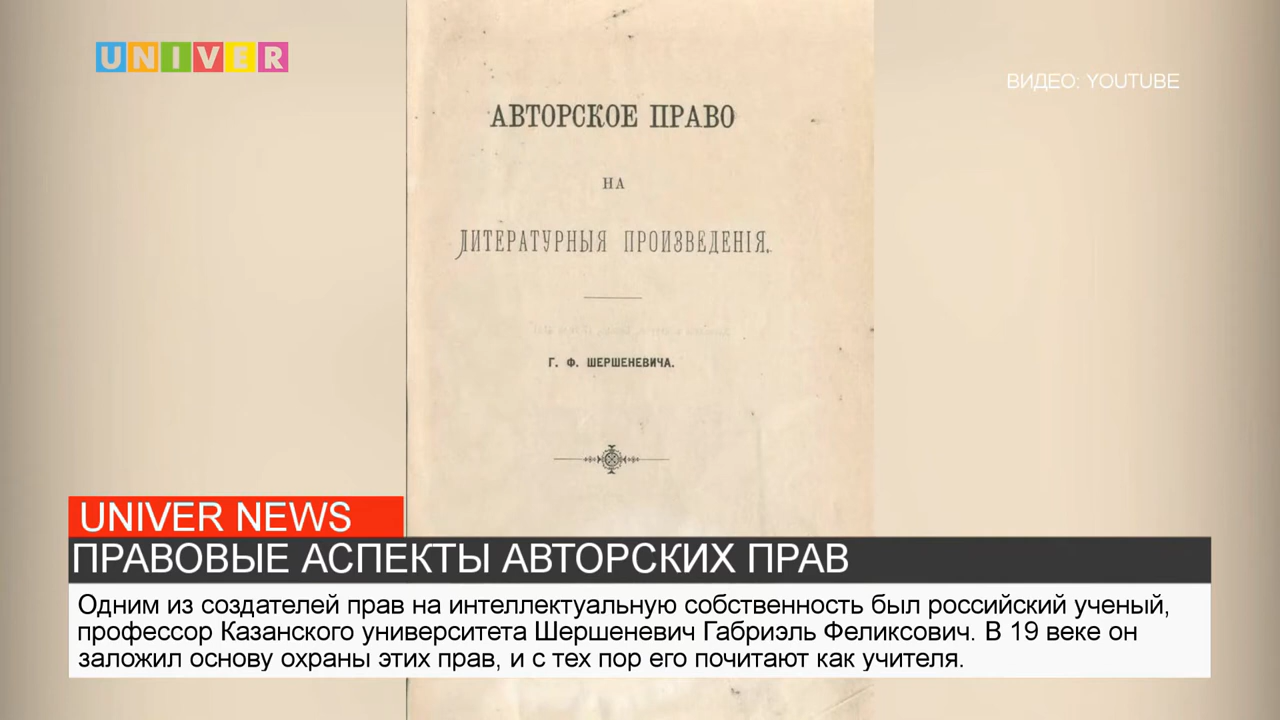 UNIVER
ВИДЕО: YOUTUBE
АВТОРСКОЕ ПРАВО
НА
ЛИТЕРАТУРНЫЯ ПРОИЗВЕДЕНІЯ.
Г. Ф. ШЕРШЕНЕВИЧА.
UNIVER NEWS
ПРАВОВЫЕ АСПЕКТЫ АВТОРСКИХ ПРАВ
Одним из создателей прав на интеллектуальную собственность был российский ученый,
профессор Казанского университета Шершеневич Габриэль Феликсович. В 19 веке он
заложил основу охраны этих прав, и с тех пор его почитают как учителя.